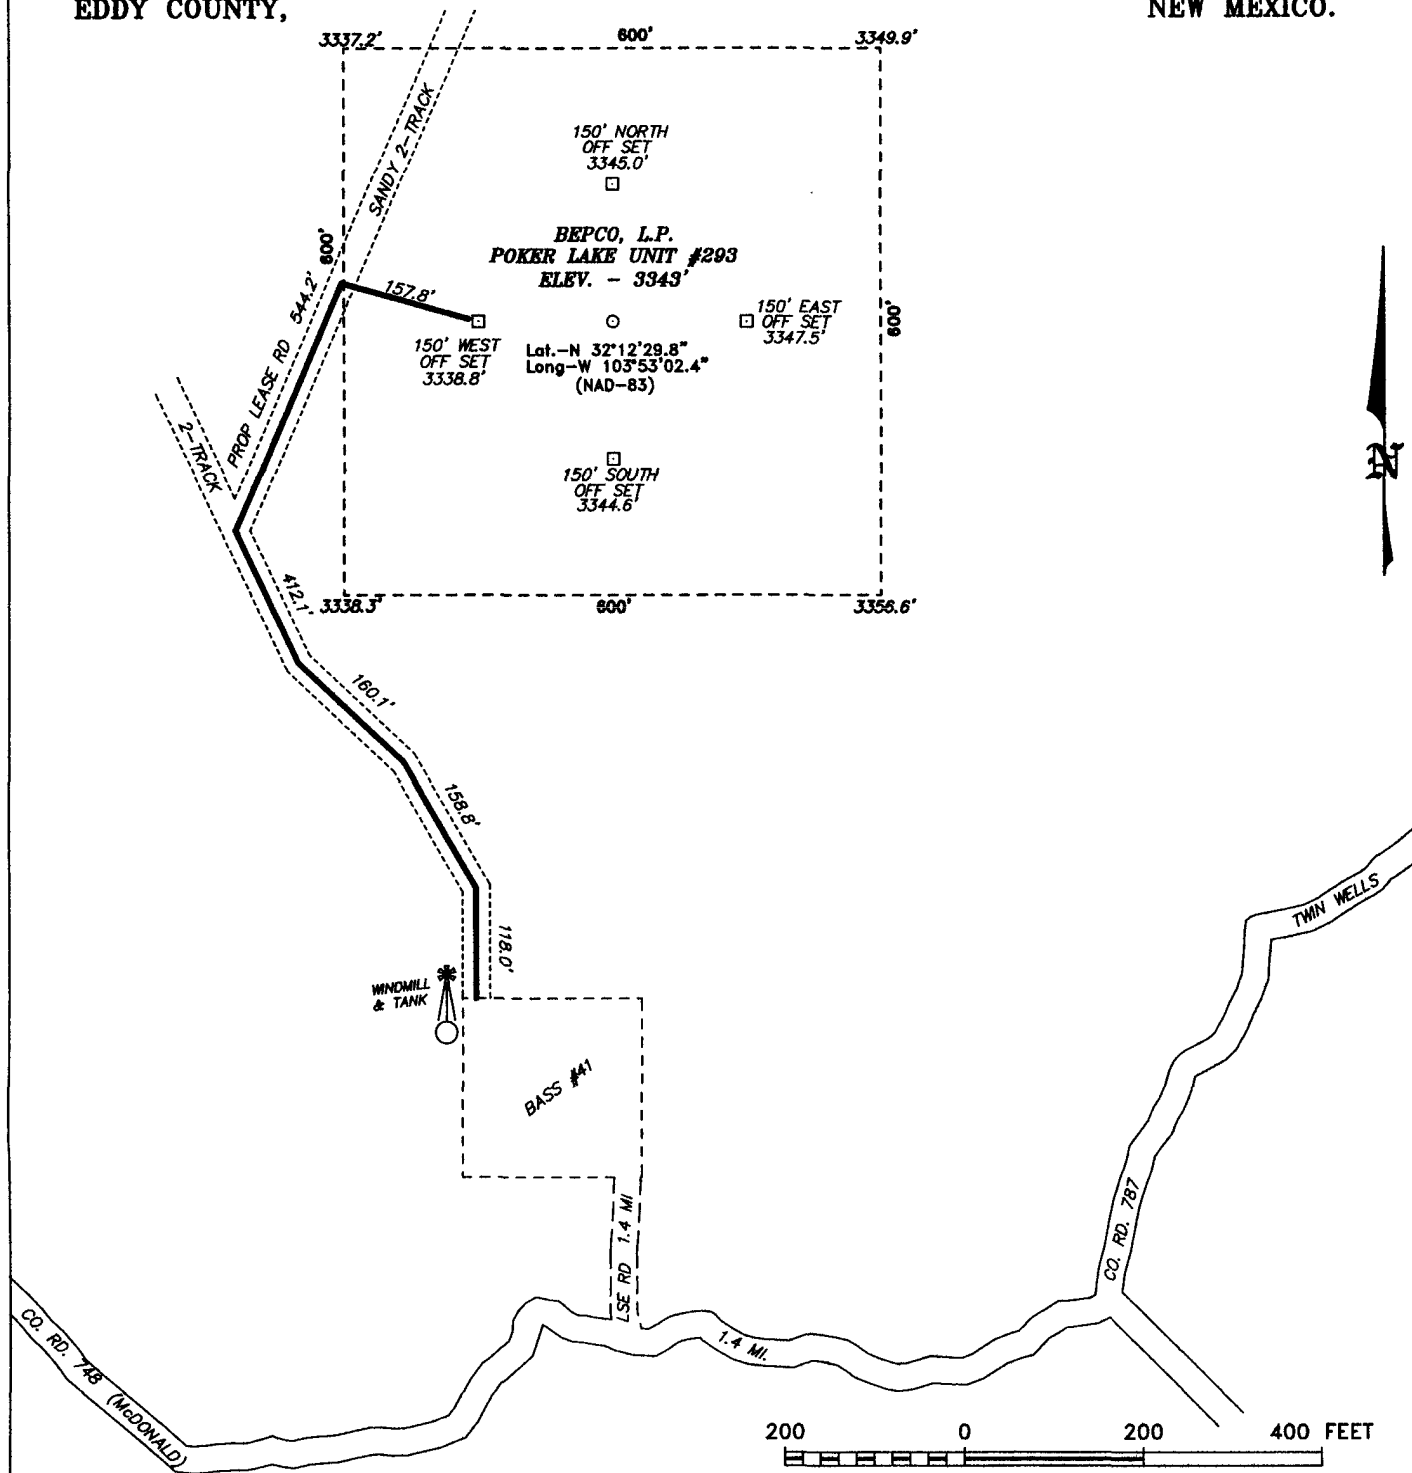 EDDY COUNTY,
NEW MEXICO.
3337.2'
600'
3349.9'
SANDY 2-TRACK
150' NORTH
OFF SET
3345.0'
600'
BEPCO, L.P.
POKER LAKE UNIT #293
ELEV. - 3343'
157.8'
PROP LEASE RD 544.2'
150' WEST
OFF SET
3338.8'
Lat.-N 32°12'29.8"
Long-W 103°53'02.4"
(NAD-83)
150' EAST
OFF SET
3347.5'
600'
N
2-TRACK
150' SOUTH
OFF SET
3344.6'
412.1'
3338.3'
600'
3356.6'
160.1'
158.8'
118.0'
WINDMILL
& TANK
BASS #41
TWIN WELLS
LSE RD 1.4 MI
CO. RD. 787
CO. RD. 748 (McDONALD)
1.4 MI.
200 0 200 400 FEET